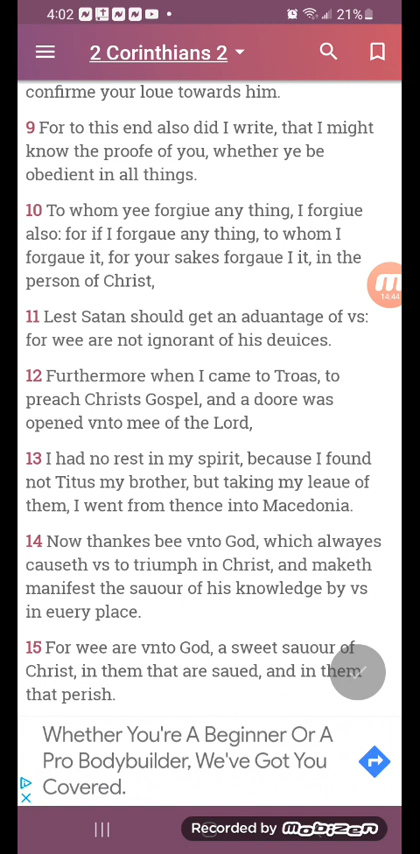 4:02
21%
2 Corinthians 2
confirme your loue towards him.
9 For to this end also did I write, that I might
know the proofe of you, whether ye be
obedient in all things.
10 To whom yee forgiue any thing, I forgiue
also: for if I forgaue any thing, to whom I
forgaue it, for your sakes forgaue I it, in the
person of Christ,
14:44
11 Lest Satan should get an aduantage of vs:
for wee are not ignorant of his deuices.
12 Furthermore when I came to Troas, to
preach Christs Gospel, and a doore was
opened vnto mee of the Lord,
13 I had no rest in my spirit, because I found
not Titus my brother, but taking my leaue of
them, I went from thence into Macedonia.
14 Now thankes bee vnto God, which alwayes
causeth vs to triumph in Christ, and maketh
manifest the sauour of his knowledge by vs
in euery place.
15 For wee are vnto God, a sweet sauour of
Christ, in them that are saued, and in them
that perish.
Whether You're A Beginner Or A
Pro Bodybuilder, We've Got You
Covered.
Recorded by mobizen